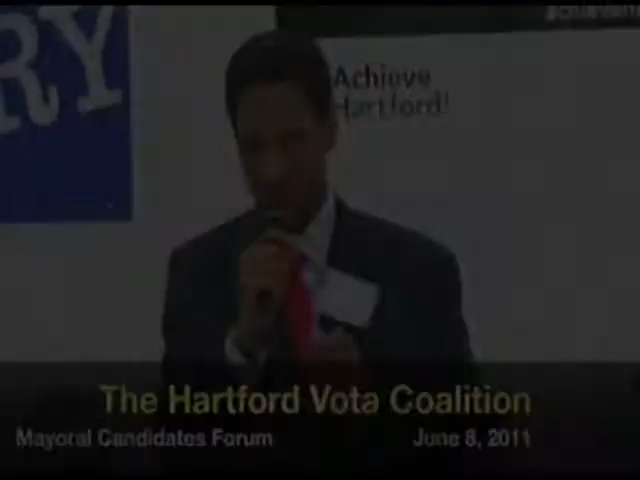 RY
Achieve
Hartford!
The Hartford Vota Coalition
Mayoral Candidates Forum June 8, 2011